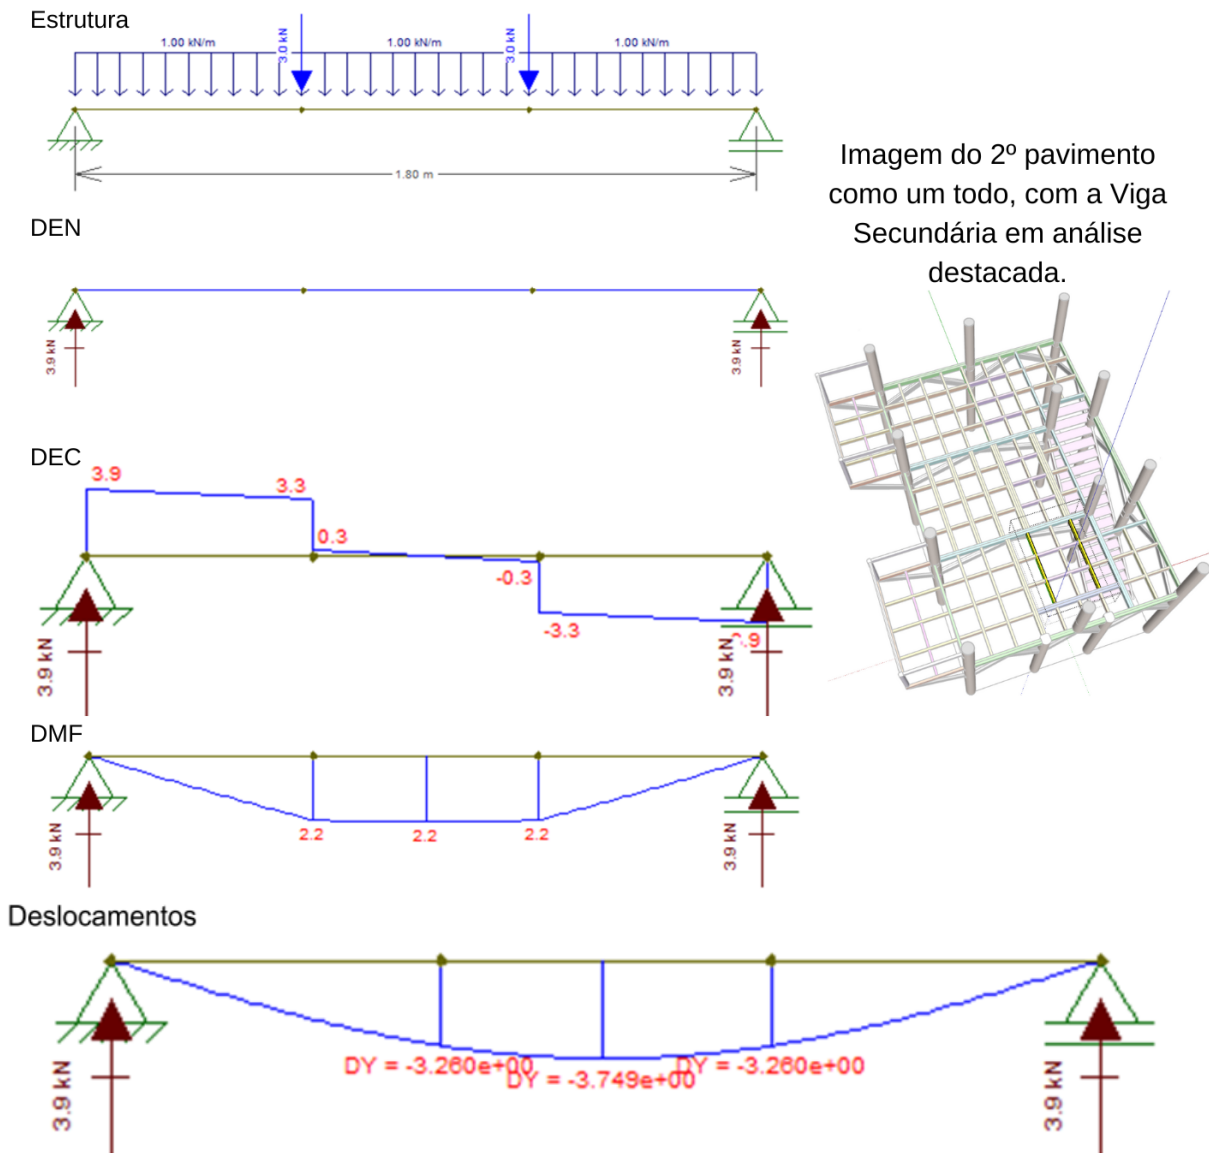 Estrutura
1.00 kN/m
3.0 kN
1.00 kN/m
3.0 kN
1.00 kN/m
1.80 m
Imagem do 2º pavimento
como um todo, com a Viga
Secundária em análise
destacada.
DEN
3.9 kN
3.9 kN
DEC
3.9
3.3
0.3
-0.3
-3.3
3.9 kN
3.9 kN
DMF
2.2
2.2
2.2
3.9 kN
3.9 kN
Deslocamentos
DY = -3.260e+00
DY = -3.749e+00
DY = -3.260e+00
3.9 kN
3.9 kN